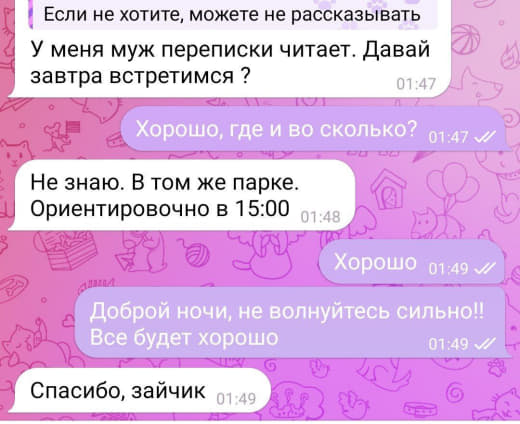 Если не хотите, можете не рассказывать
У меня муж переписки читает. Давай
завтра встретимся ?
01:47
Хорошо, где и во сколько?
01:47
Не знаю. В том же парке.
Ориентировочно в 15:00
01:48
Хорошо
01:49
Доброй ночи, не волнуйтесь сильно!!
Все будет хорошо
01:49
Спасибо, зайчик
01:49